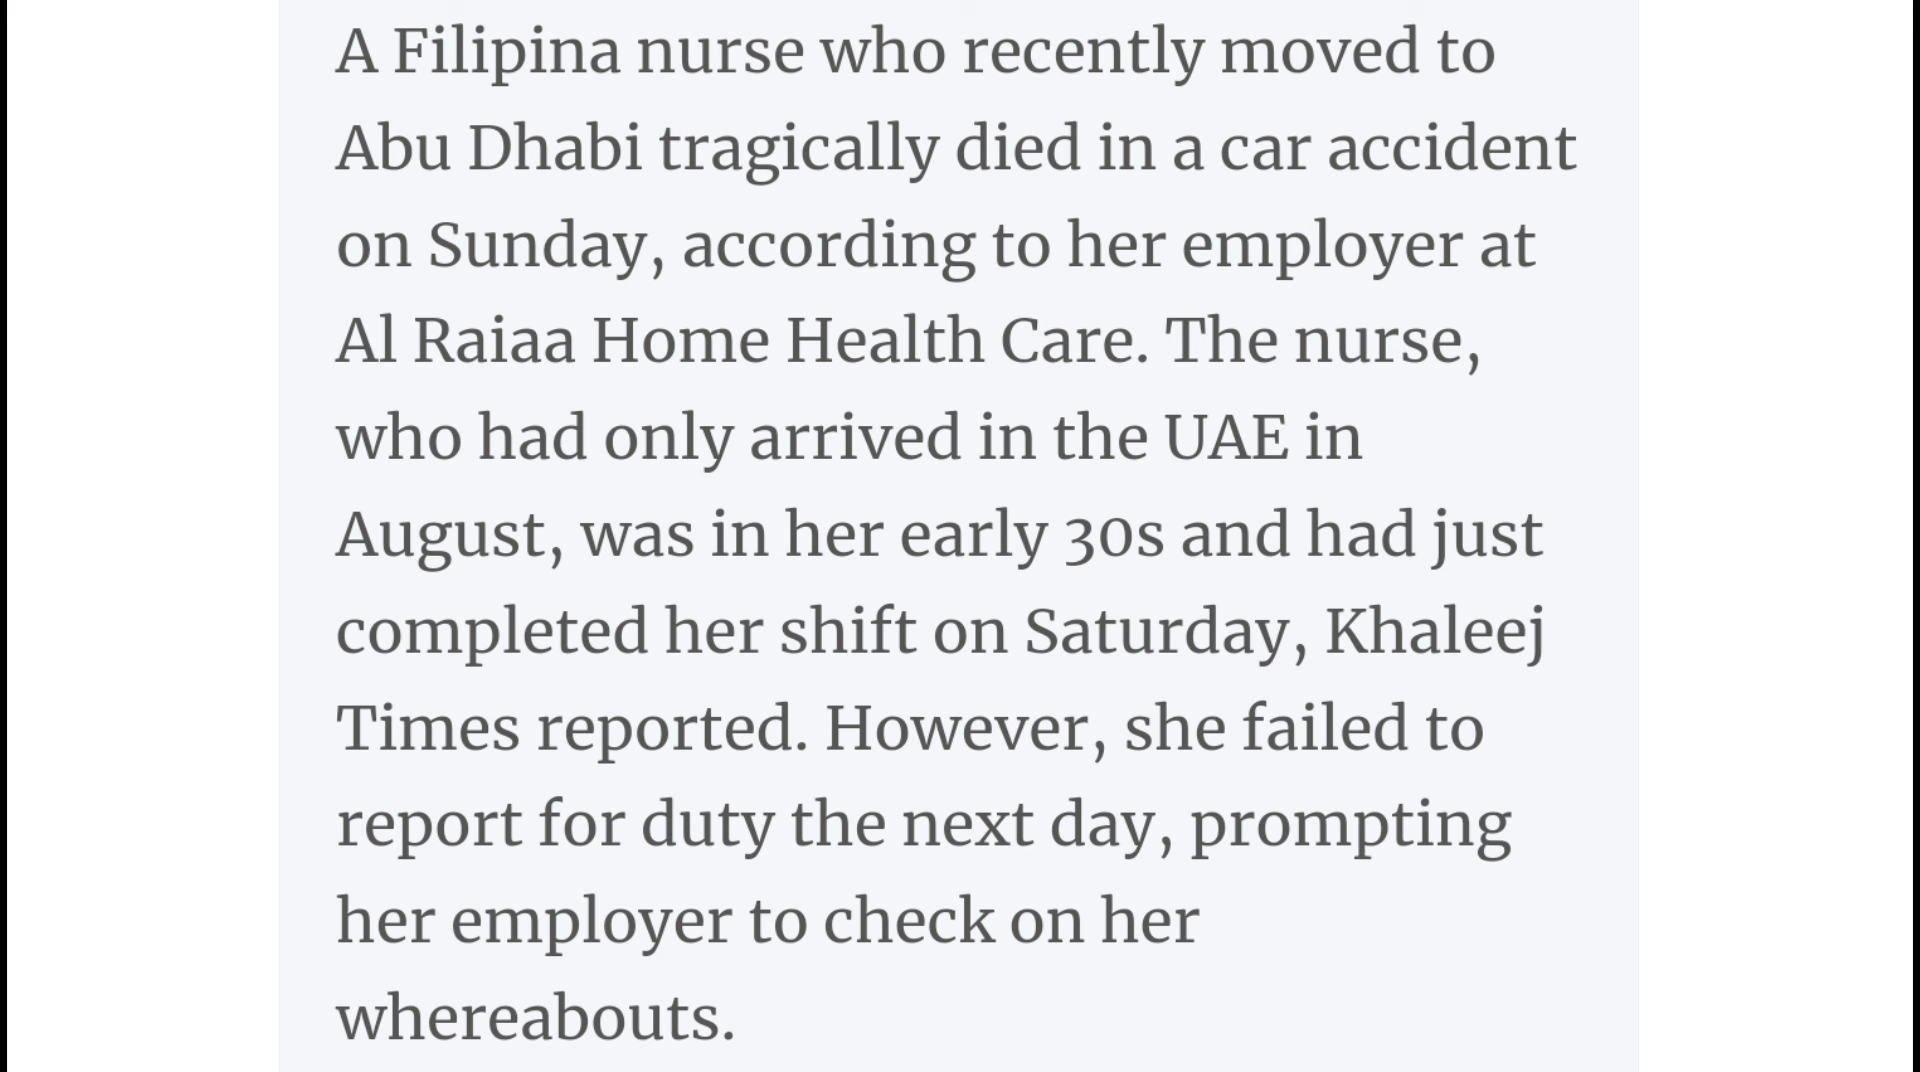 A Filipina nurse who recently moved to
Abu Dhabi tragically died in a car accident
on Sunday, according to her employer at
Al Raiaa Home Health Care. The nurse,
who had only arrived in the UAE in
August, was in her early 30s and had just
completed her shift on Saturday, Khaleej
Times reported. However, she failed to
report for duty the next day, prompting
her employer to check on her
whereabouts.